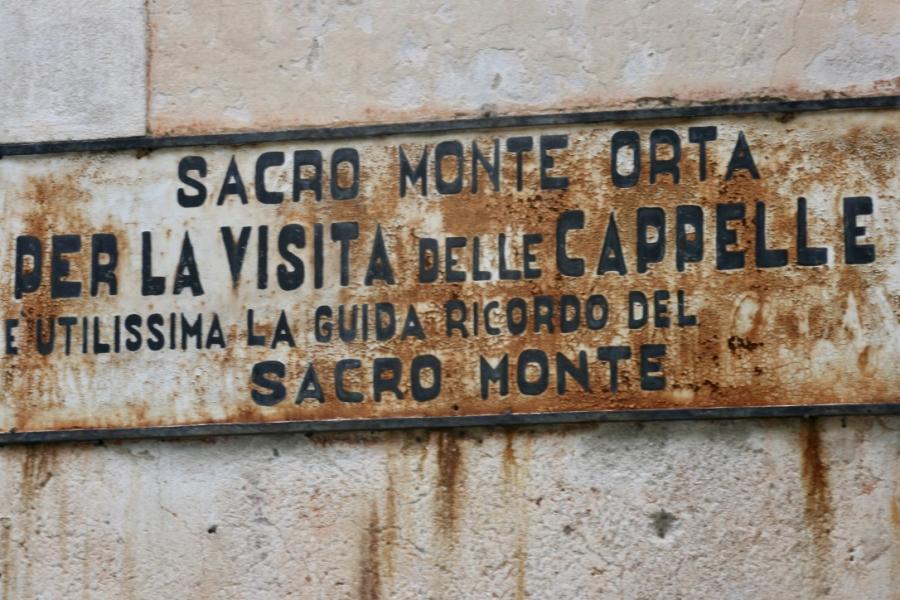 SACRO MONTE ORTA
PER LA VISITA DELLE CAPPELLE
E' UTILISSIMA LA GUIDA RICORDO DEL
SACRO MONTE